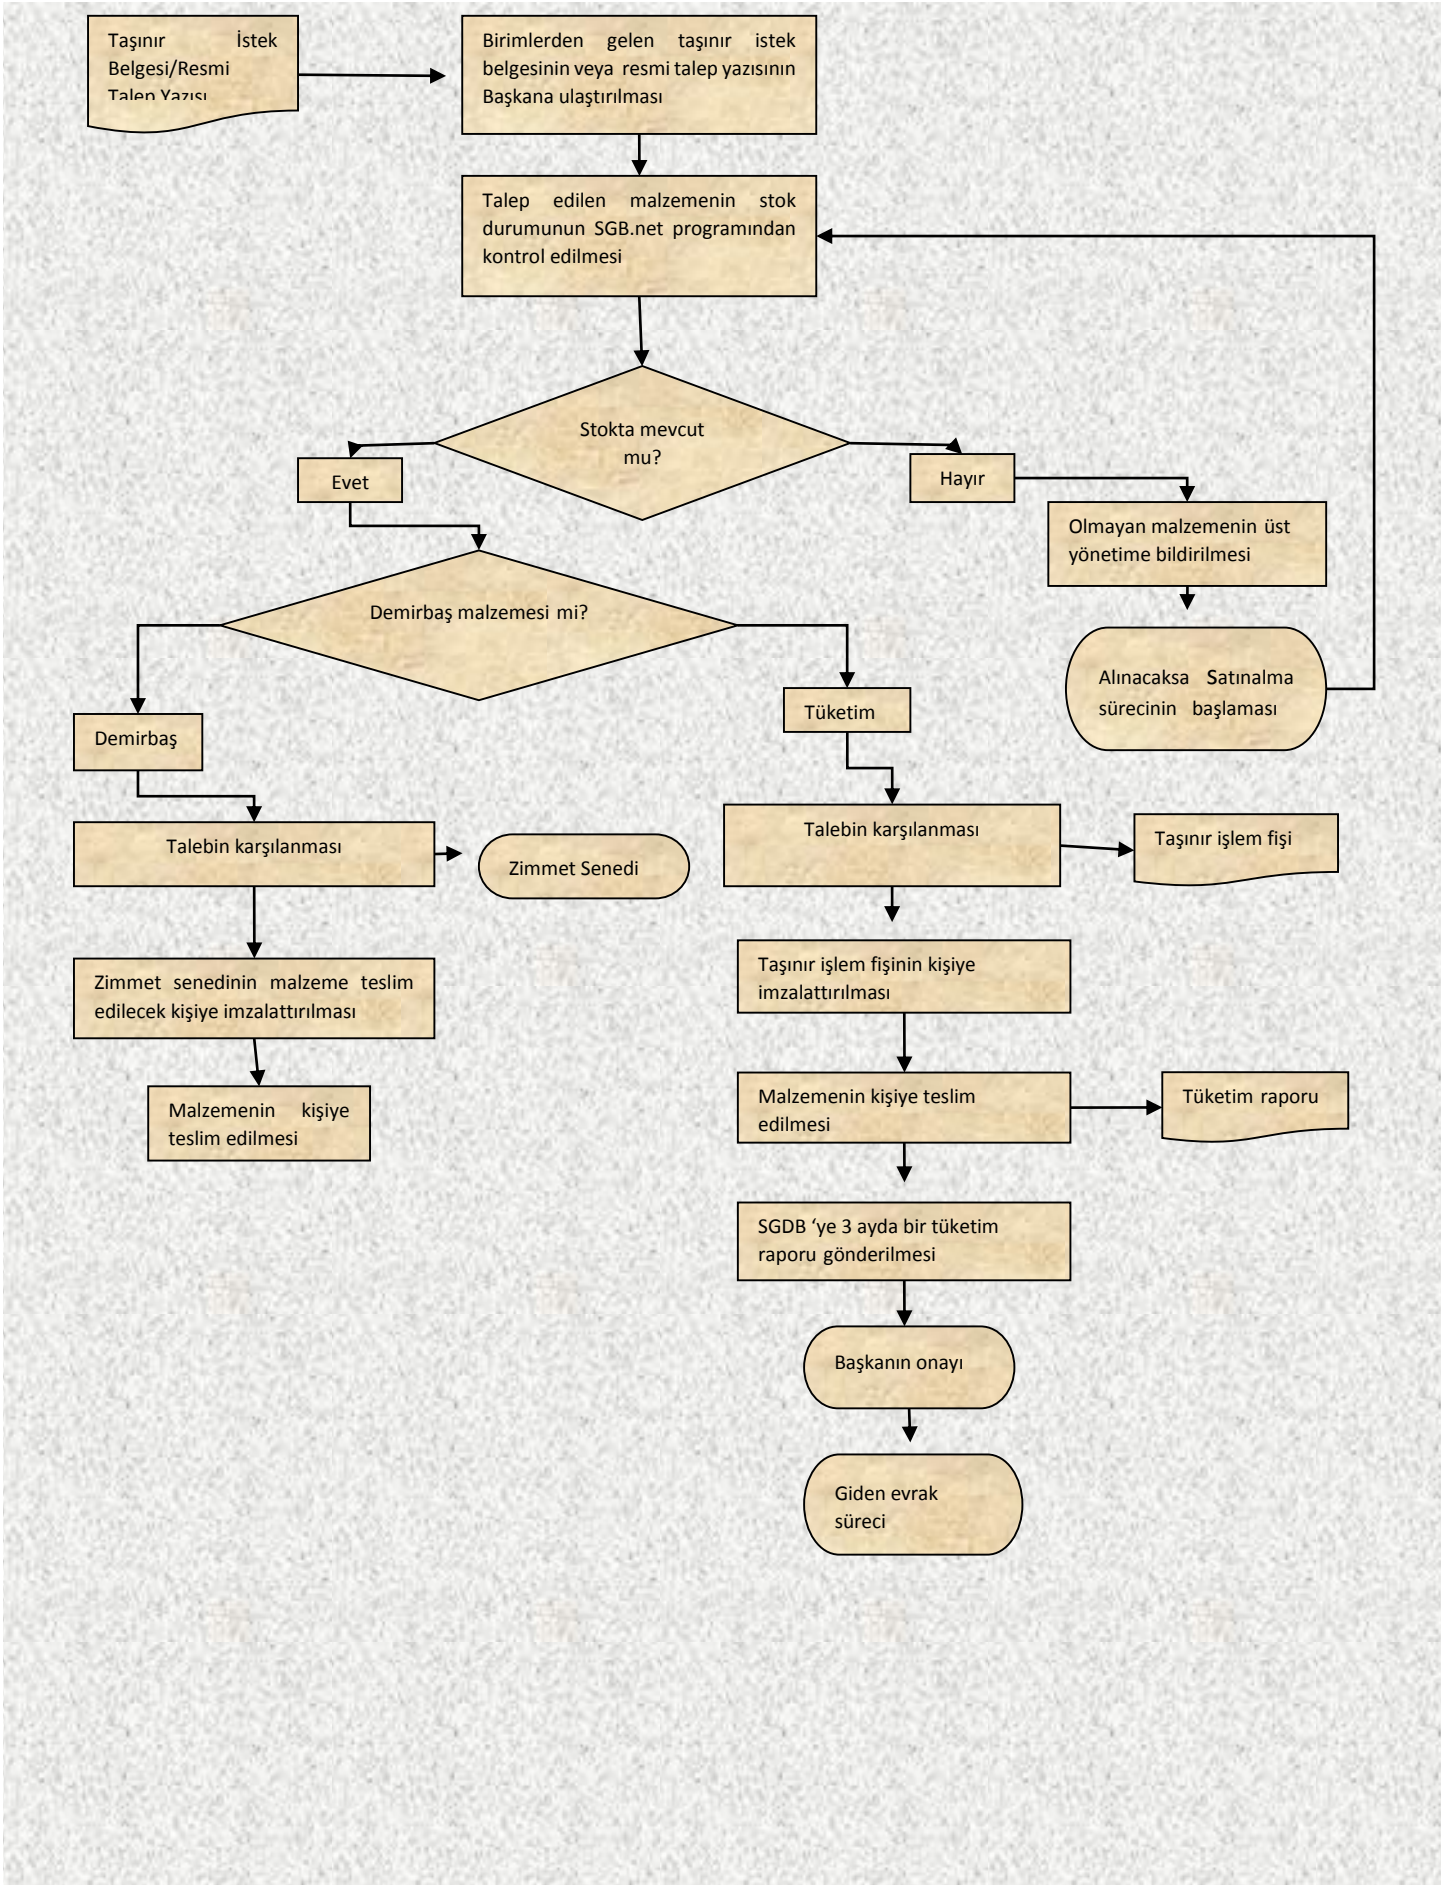 Taşınır İstek
Belgesi/Resmi
Talep Yazısı
Birimlerden gelen taşınır istek
belgesinin veya resmi talep yazısının
Başkana ulaştırılması
Talep edilen malzemenin stok
durumunun SGB.net programından
kontrol edilmesi
Stokta mevcut
mu?
Evet
Hayır
Olmayan malzemenin üst
yönetime bildirilmesi
Demirbaş malzemesi mi?
Alınacaksa Satınalma
sürecinin başlaması
Demirbaş
Tüketim
Talebin karşılanması
Zimmet Senedi
Talebin karşılanması
Taşınır işlem fişi
Zimmet senedinin malzeme teslim
edilecek kişiye imzalattırılması
Taşınır işlem fişinin kişiye
imzalattırılması
Malzemenin kişiye
teslim edilmesi
Malzemenin kişiye teslim
edilmesi
Tüketim raporu
SGDB ‘ye 3 ayda bir tüketim
raporu gönderilmesi
Başkanın onayı
Giden evrak
süreci